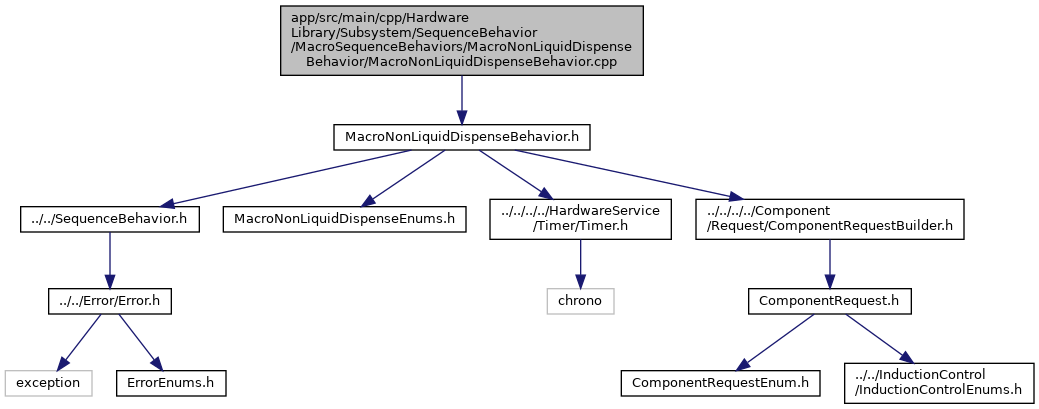 app/src/main/cpp/Hardware
Library/Subsystem/SequenceBehavior
/MacroSequenceBehaviors/MacroNonLiquidDispense
Behavior/MacroNonLiquidDispenseBehavior.cpp
MacroNonLiquidDispenseBehavior.h
../../SequenceBehavior.h
MacroNonLiquidDispenseEnums.h
../../../../HardwareService
/Timer/Timer.h
../../../../Component
/Request/ComponentRequestBuilder.h
../../Error/Error.h
chrono
ComponentRequest.h
exception
ErrorEnums.h
ComponentRequestEnum.h
../../InductionControl
/InductionControlEnums.h